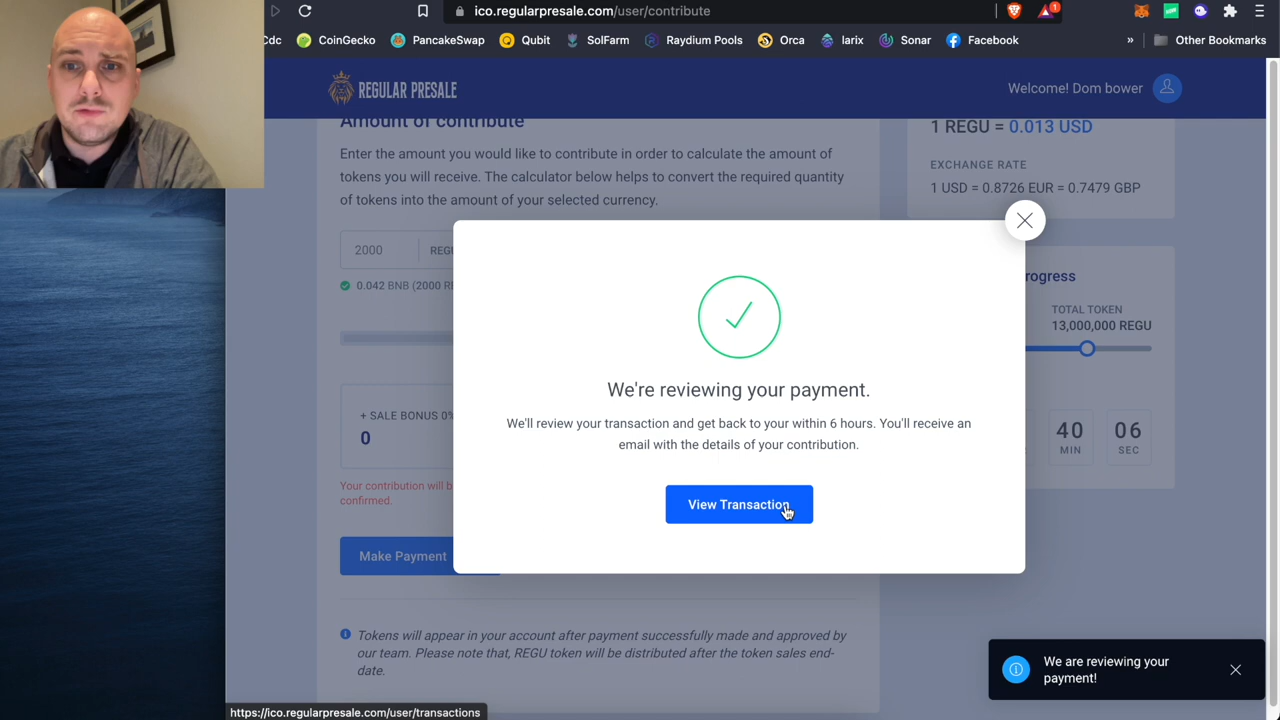 ico.regularpresale.com/user/contribute
1
Cdc
CoinGecko
PancakeSwap
Qubit
SolFarm
Raydium Pools
Orca
larix
Sonar
Facebook
»
Other Bookmarks
REGULAR PRESALE
Welcome! Dom bower
Amount of contribute
Enter the amount you would like to contribute in order to calculate the amount of
tokens you will receive. The calculator below helps to convert the required quantity
of tokens into the amount of your selected currency.
2000
REGU
0.042 BNB (2000 RE
+ SALE BONUS 0%
0
Your contribution will b
confirmed.
Make Payment
Tokens will appear in your account after payment successfully made and approved by
our team. Please note that, REGU token will be distributed after the token sales end-
date.
1 REGU = 0.013 USD
EXCHANGE RATE
1 USD = 0.8726 EUR = 0.7479 GBP
rogress
TOTAL TOKEN
13,000,000 REGU
40
MIN
06
SEC
We're reviewing your payment.
We'll review your transaction and get back to your within 6 hours. You'll receive an
email with the details of your contribution.
View Transaction
We are reviewing your
payment!
https://ico.regularpresale.com/user/transactions